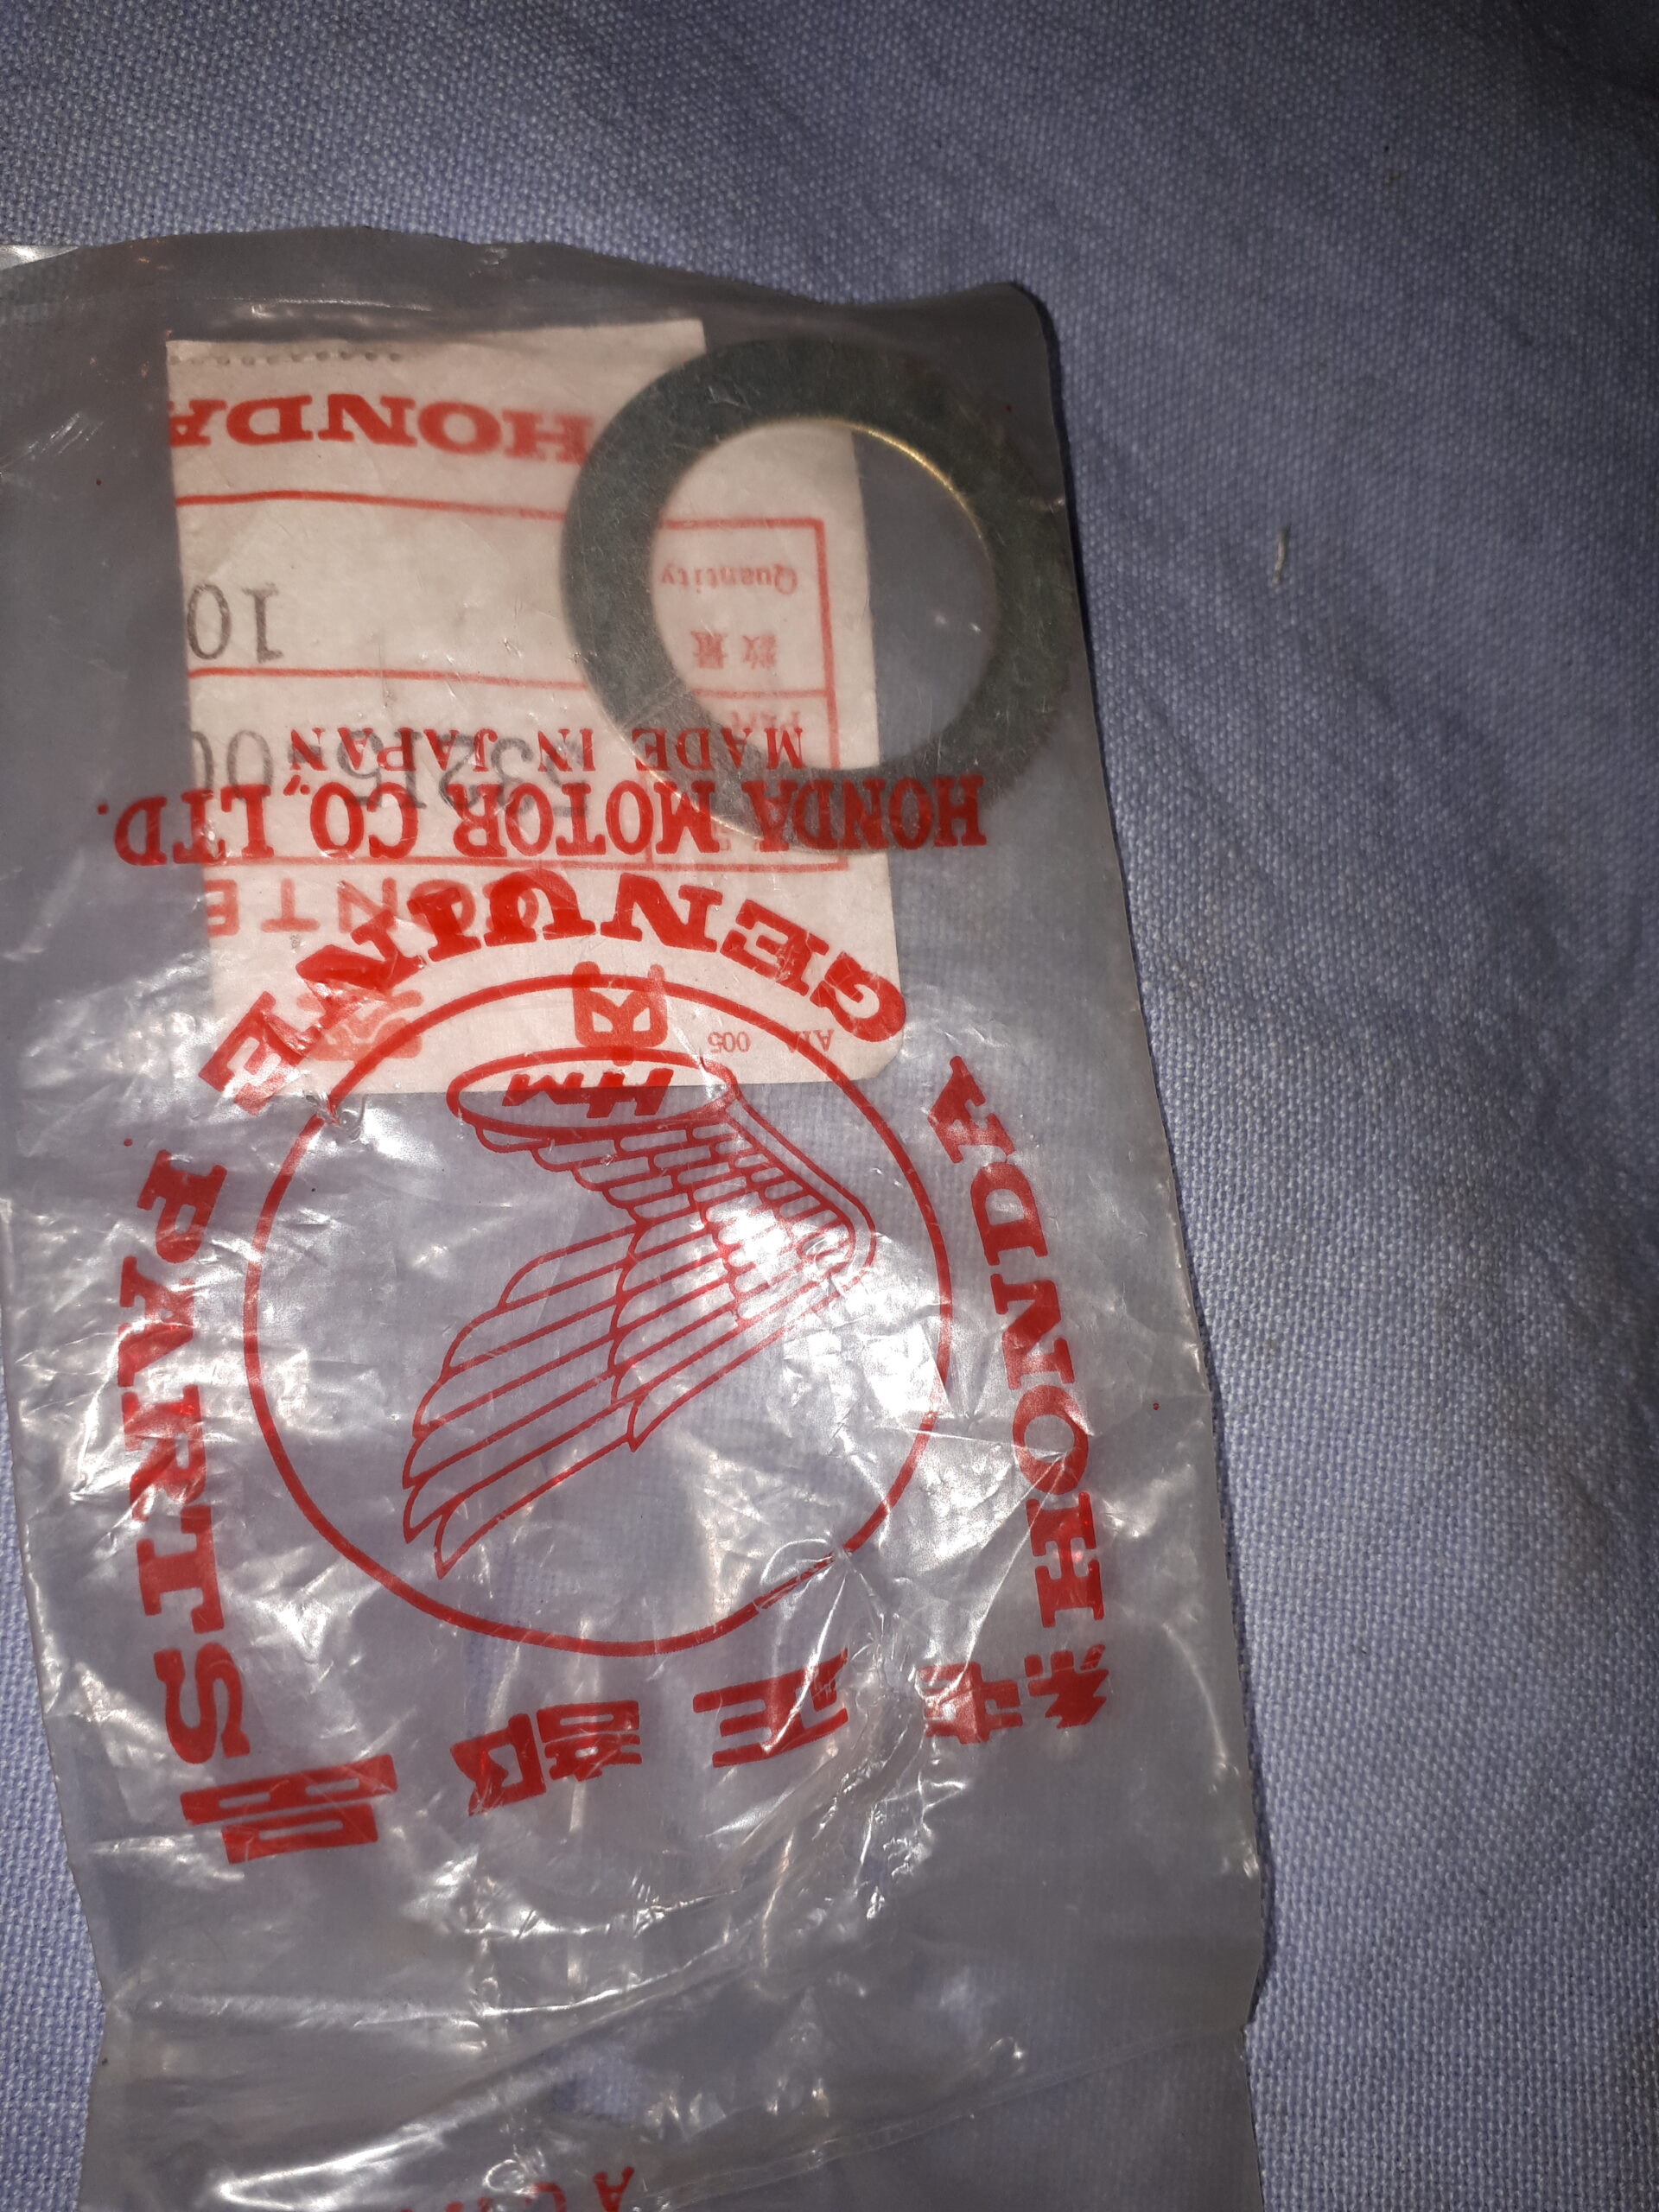 純正部品
HONDA GENUINE PARTS
HM
HONDA MOTOR CO., LTD.
MADE IN JAPAN
005
数量
Quantity
10
HONDA